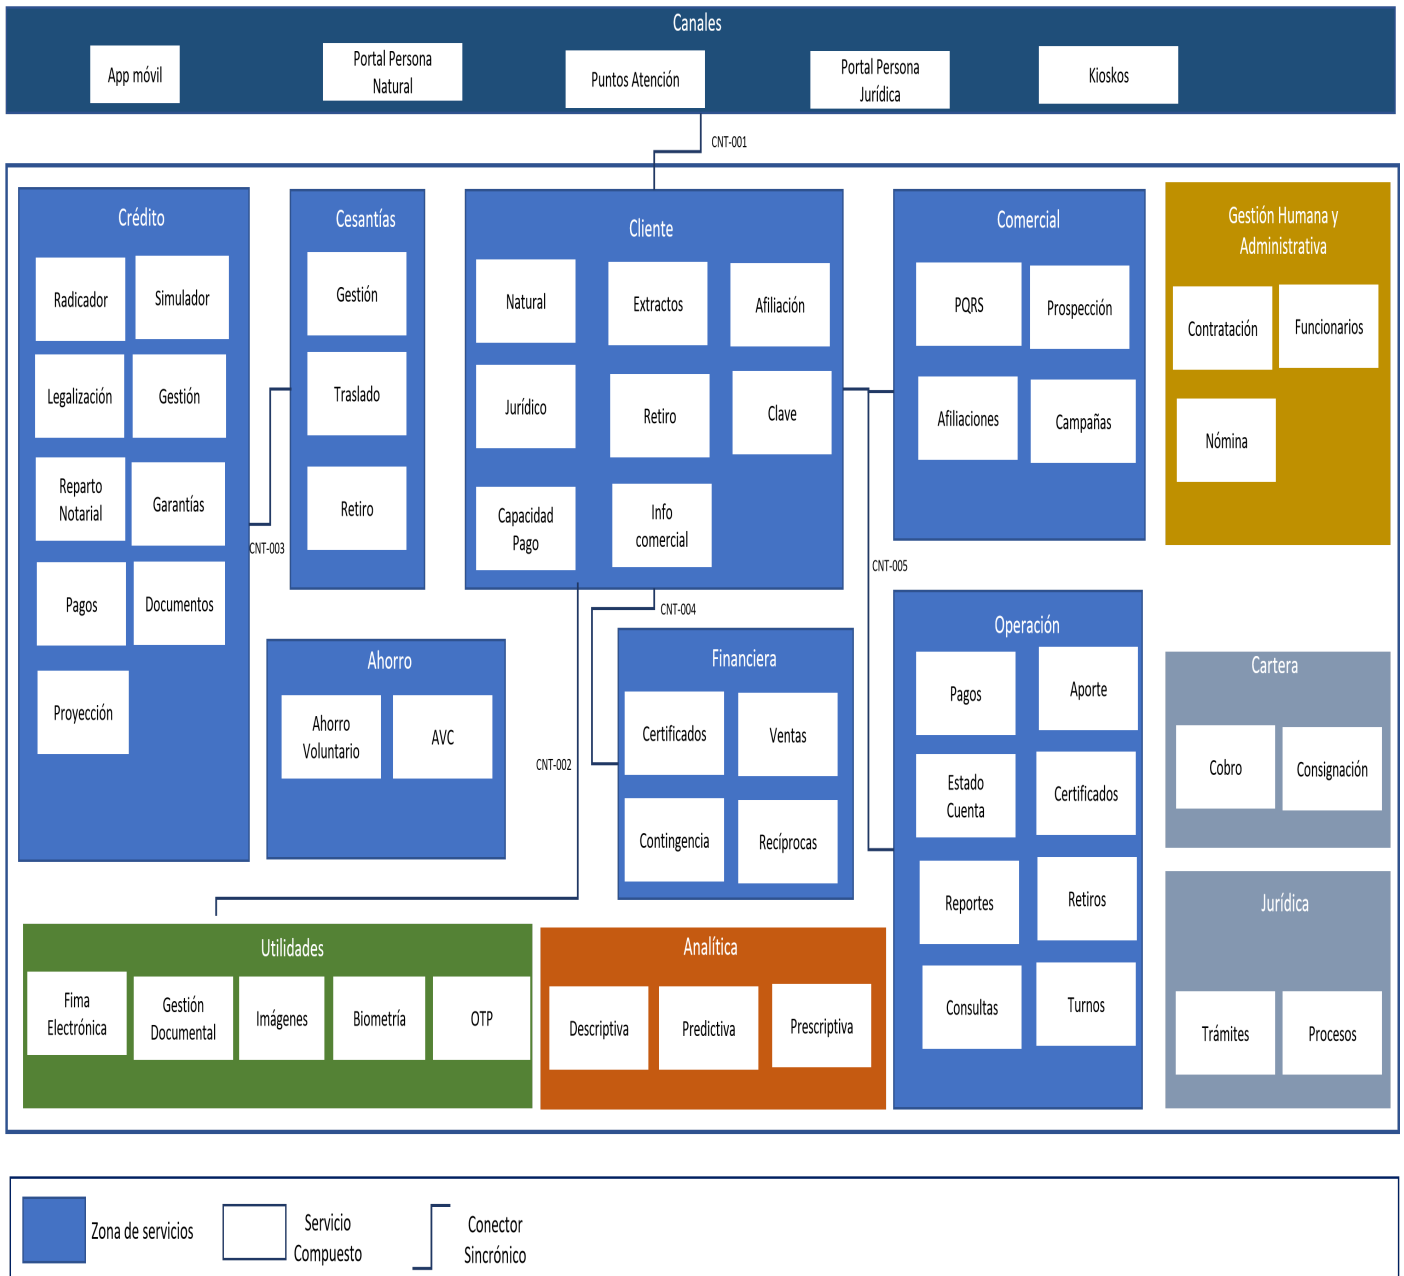 Canales
App móvil
Portal Persona
Natural
Puntos Atención
Portal Persona
Jurídica
Kioskos
CNT-001
Crédito
Radicador
Simulador
Legalización
Gestión
Reparto
Notarial
Garantías
Pagos
Documentos
Proyección
CNT-003
Cesantías
Gestión
Traslado
Retiro
Cliente
Natural
Extractos
Afiliación
Jurídico
Retiro
Clave
Capacidad
Pago
Info
comercial
Comercial
PQRS
Prospección
Afiliaciones
Campañas
Gestión Humana y
Administrativa
Contratación
Funcionarios
Nómina
CNT-005
CNT-004
CNT-002
Ahorro
Ahorro
Voluntario
AVC
Financiera
Certificados
Ventas
Contingencia
Recíprocas
Operación
Pagos
Aporte
Estado
Cuenta
Certificados
Reportes
Retiros
Consultas
Turnos
Cartera
Cobro
Consignación
Jurídica
Trámites
Procesos
Utilidades
Fima
Electrónica
Gestión
Documental
Imágenes
Biometría
OTP
Analítica
Descriptiva
Predictiva
Prescriptiva
Zona de servicios
Servicio
Compuesto
Conector
Sincrónico